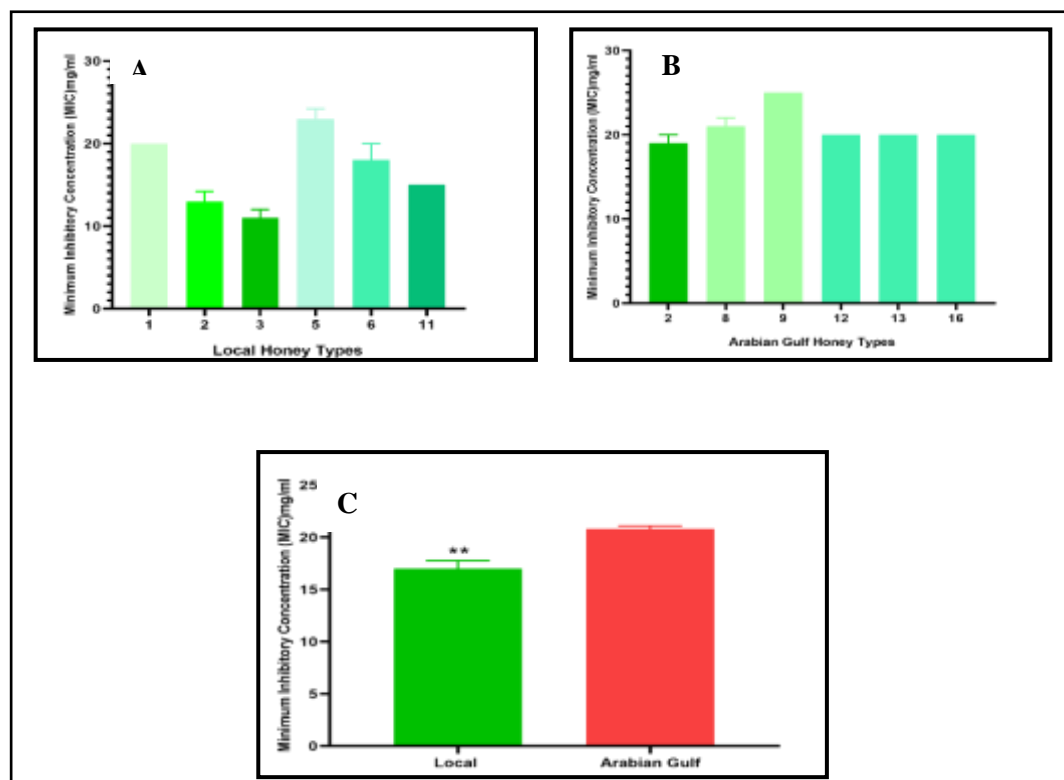 A
Minimum Inhibitory Concentration (MIC)mg/ml
30
20
10
0
1 2 3 5 6 11
Local Honey Types
B
Minimum Inhibitory Concentration (MIC)mg/ml
30
20
10
0
2 8 9 12 13 16
Arabian Gulf Honey Types
C
Minimum Inhibitory Concentration (MIC)mg/ml
25
20
15
10
5
0
**
Local Arabian Gulf